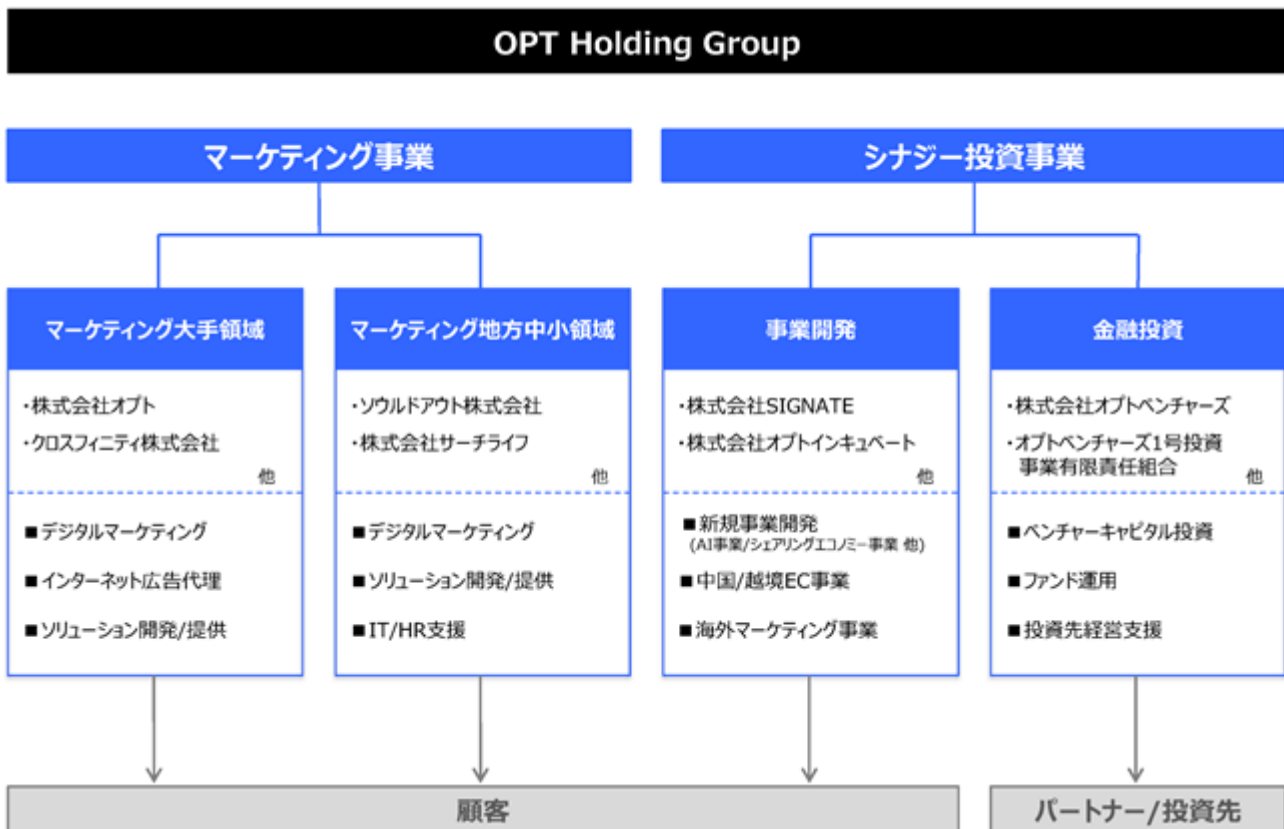 OPT Holding Group
マーケティング事業
シナジー投資事業
マーケティング大手領域
・株式会社オプト
・クロスフィニティ株式会社
他
■デジタルマーケティング
■インターネット広告代理
■ソリューション開発/提供
マーケティング地方中小領域
・ソウルドアウト株式会社
・株式会社サーチライフ
他
■デジタルマーケティング
■ソリューション開発/提供
■IT/HR支援
事業開発
・株式会社SIGNATE
・株式会社オプトインキュベート
他
■新規事業開発
(AI事業/シェアリングエコノミー事業 他)
■中国/越境EC事業
■海外マーケティング事業
金融投資
・株式会社オプトベンチャーズ
・オプトベンチャーズ1号投資
事業有限責任組合
他
■ベンチャーキャピタル投資
■ファンド運用
■投資先経営支援
顧客
パートナー/投資先